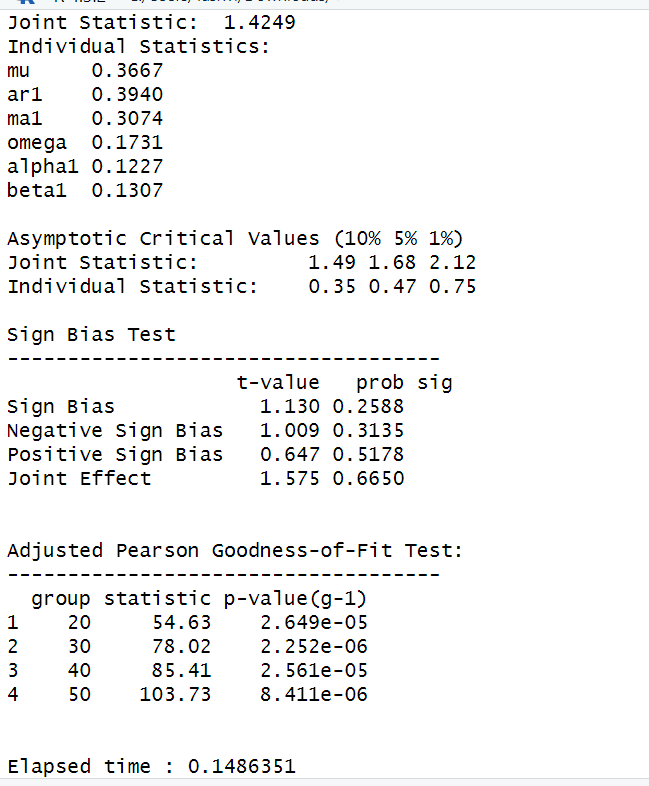 Joint Statistic:  1.4249
Individual Statistics:
mu     0.3667
ar1    0.3940
ma1    0.3074
omega  0.1731
alpha1 0.1227
beta1  0.1307

Asymptotic Critical Values (10% 5% 1%)
Joint Statistic:         1.49 1.68 2.12
Individual Statistic:    0.35 0.47 0.75

Sign Bias Test
------------------------------------
                   t-value   prob sig
Sign Bias            1.130 0.2588
Negative Sign Bias   1.009 0.3135
Positive Sign Bias   0.647 0.5178
Joint Effect         1.575 0.6650


Adjusted Pearson Goodness-of-Fit Test:
------------------------------------
  group statistic p-value(g-1)
1    20     54.63    2.649e-05
2    30     78.02    2.252e-06
3    40     85.41    2.561e-05
4    50    103.73    8.411e-06


Elapsed time : 0.1486351